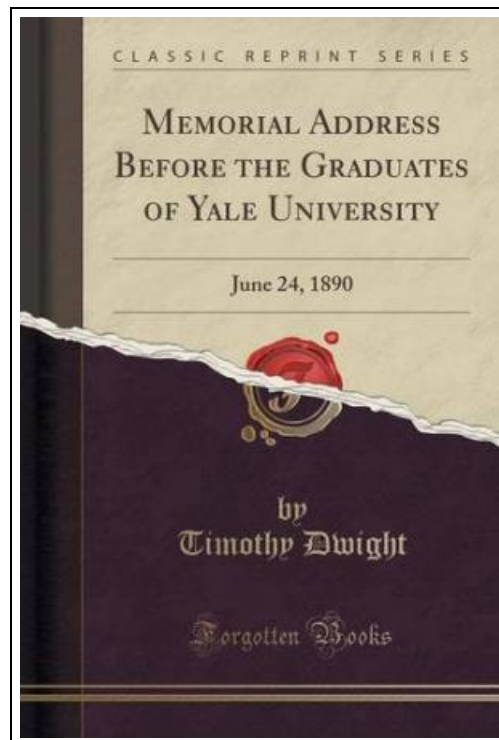 CLASSIC REPRINT SERIES
MEMORIAL ADDRESS
BEFORE THE GRADUATES
OF YALE UNIVERSITY
June 24, 1890
by
Timothy Dwight
Forgotten Books